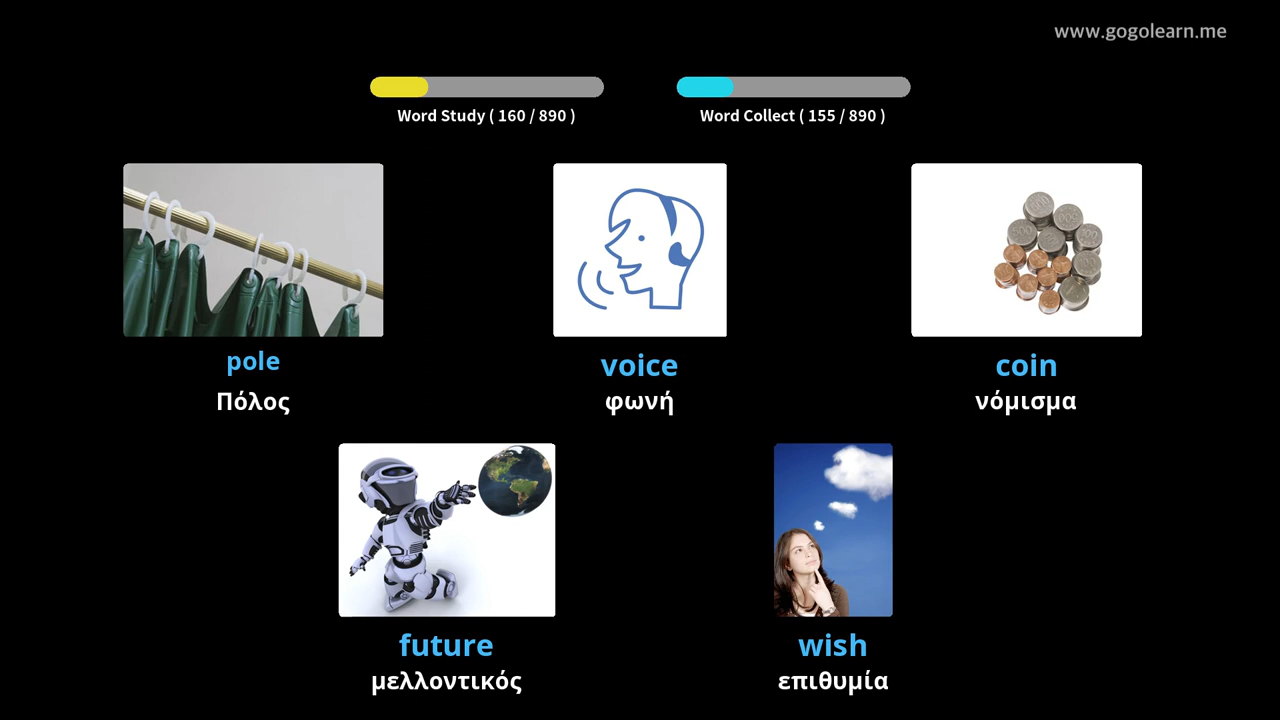 www.gogolearn.me
Word Study ( 160 / 890 )
Word Collect ( 155 / 890 )
pole
Πόλος
voice
φωνή
coin
νόμισμα
future
μελλοντικός
wish
επιθυμία